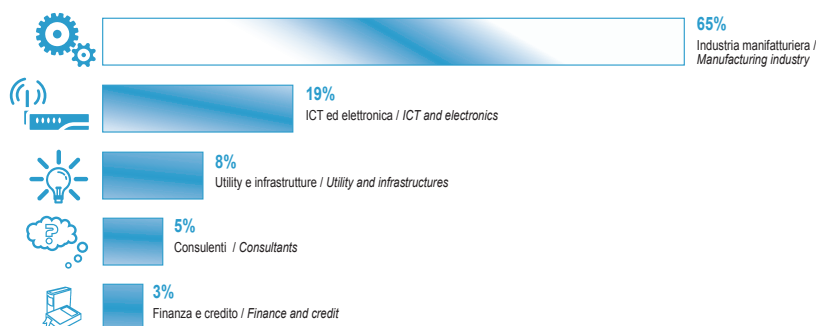 65%
Industria manifatturiera /
Manufacturing industry
19%
ICT ed elettronica / ICT and electronics
8%
Utility e infrastrutture / Utility and infrastructures
?
5%
Consulenti / Consultants
3%
Finanza e credito / Finance and credit